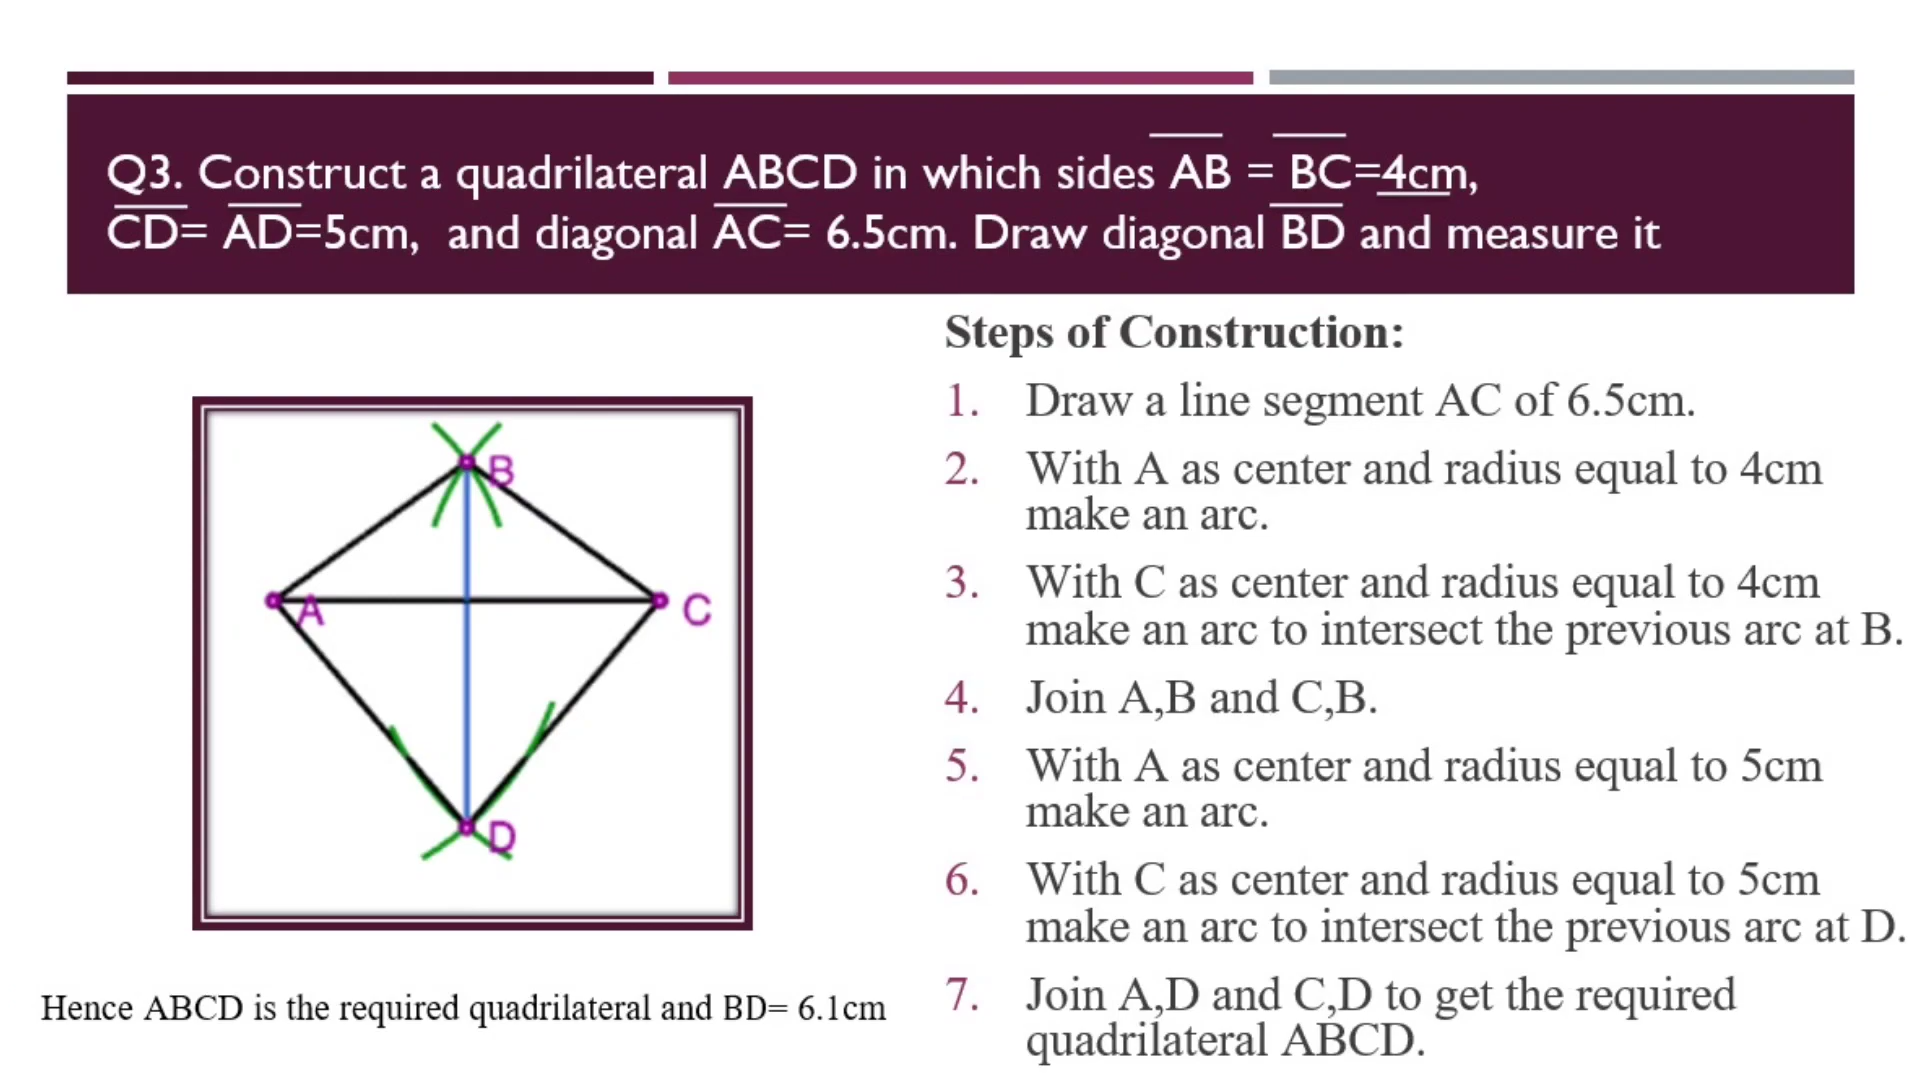 Q3. Construct a quadrilateral ABCD in which sides AB = BC=4cm,
CD= AD=5cm, and diagonal AC= 6.5cm. Draw diagonal BD and measure it
B
A
C
D
Hence ABCD is the required quadrilateral and BD= 6.1cm
Steps of Construction:
1. Draw a line segment AC of 6.5cm.
2. With A as center and radius equal to 4cm
make an arc.
3. With C as center and radius equal to 4cm
make an arc to intersect the previous arc at B.
4. Join A,B and C,B.
5. With A as center and radius equal to 5cm
make an arc.
6. With C as center and radius equal to 5cm
make an arc to intersect the previous arc at D.
7. Join A,D and C,D to get the required
quadrilateral ABCD.